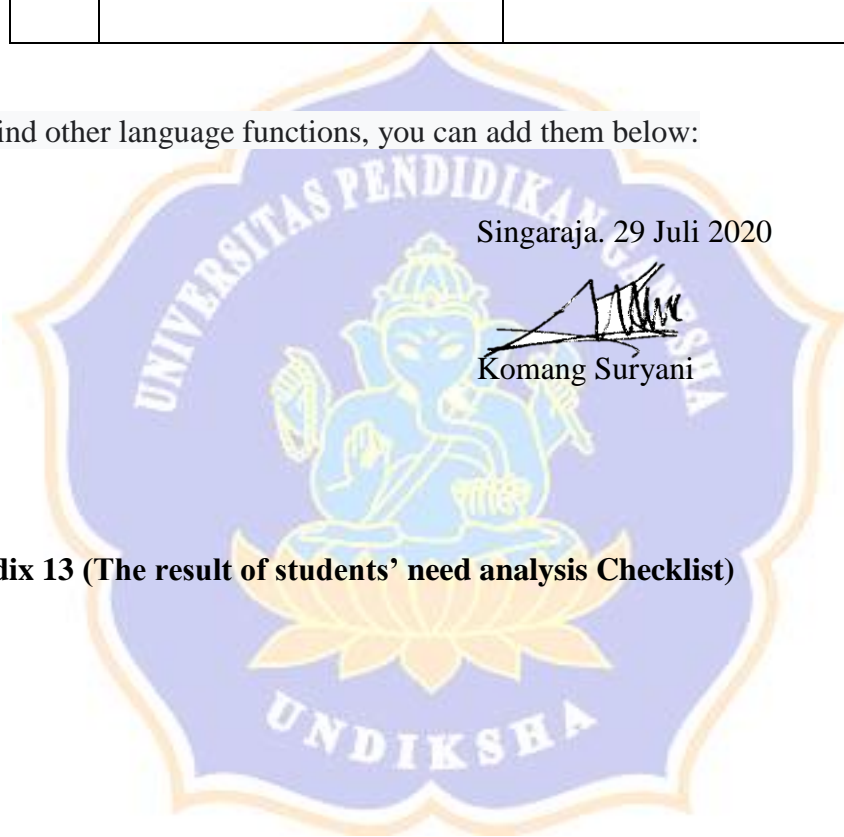 ind other language functions, you can add them below:
UNIVERSITAS PENDIDIKAN GANESHA
Singaraja. 29 Juli 2020
Komang Suryani
dix 13 (The result of students’ need analysis Checklist)
UNDIKSHA